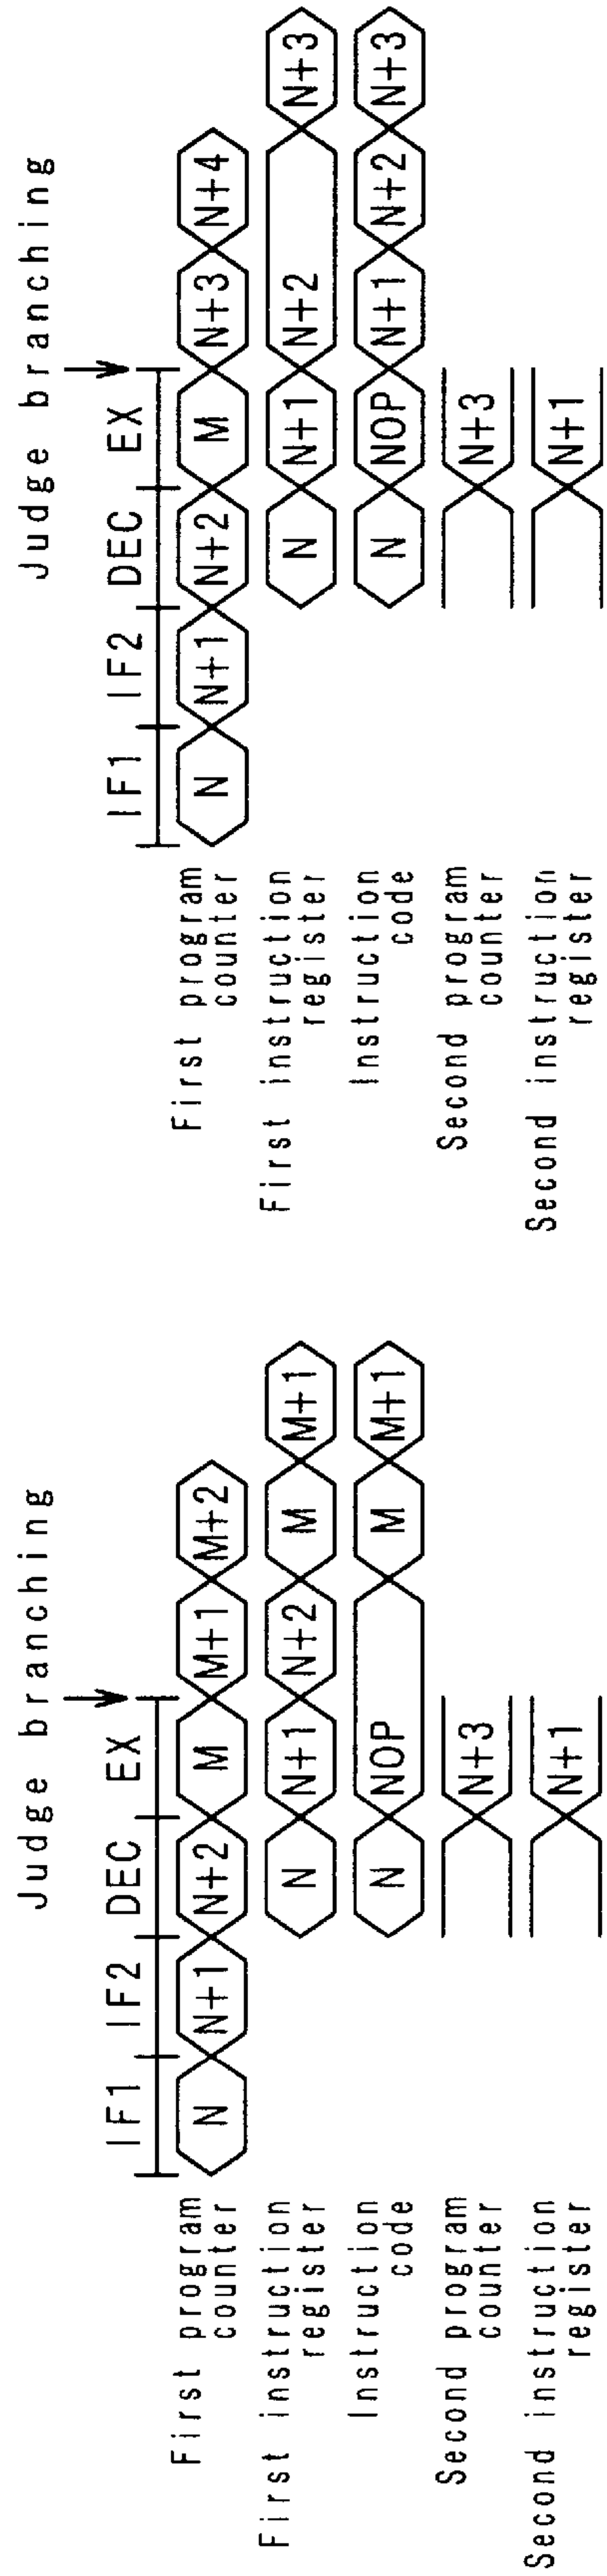 Judge branching
IF1 IF2 DEC EX
First program counter
N N+1 N+2 M M+1 M+2
First instruction register
N N+1 N+2 M M+1
Instruction code
N NOP M M+1
Second program counter
N+3
Second instruction register
N+1
Judge branching
IF1 IF2 DEC EX
First program counter
N N+1 N+2 M N+3 N+4
First instruction register
N N+1 N+2 N+3
Instruction code
N NOP N+1 N+2 N+3
Second program counter
N+3
Second instruction register
N+1